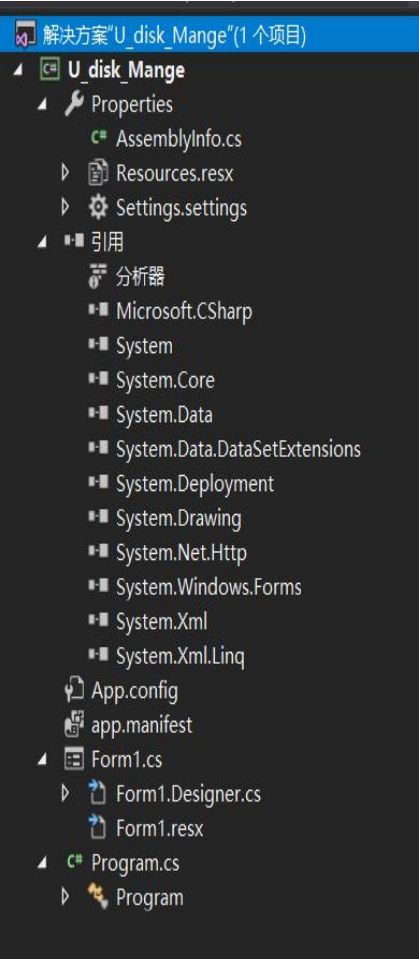 解决方案"U_disk_Mange"(1 个项目)
U_disk_Mange
Properties
AssemblyInfo.cs
Resources.resx
Settings.settings
引用
分析器
Microsoft.CSharp
System
System.Core
System.Data
System.Data.DataSetExtensions
System.Deployment
System.Drawing
System.Net.Http
System.Windows.Forms
System.Xml
System.Xml.Linq
App.config
app.manifest
Form1.cs
Form1.Designer.cs
Form1.resx
C# Program.cs
Program